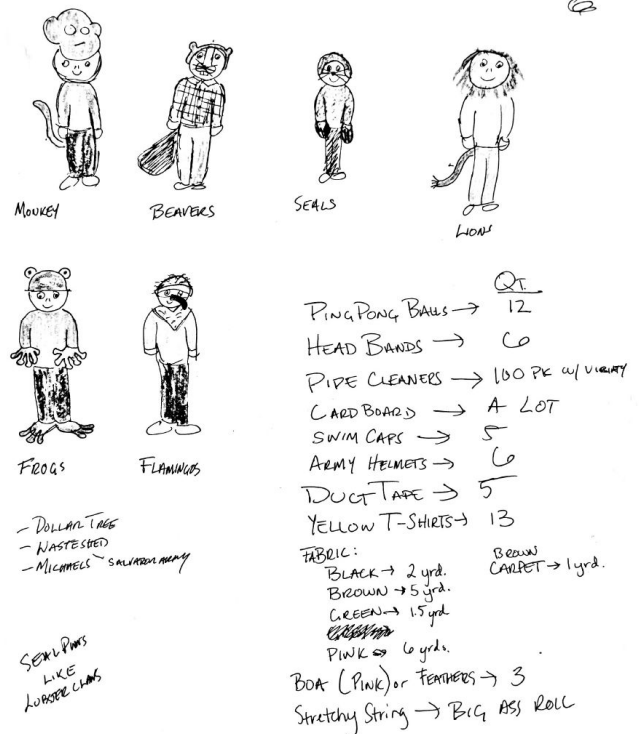 6
MONKEY
BEAVERS
SEALS
LIONS
FROGS
FLAMINGOS
- DOLLAR TREE
- WASTESHED
- MICHAELS - SALVATION ARMY
SEAL PAWS
LIKE
LOBSTER CLAWS
QT.
PING PONG BALLS → 12
HEAD BANDS → 6
PIPE CLEANERS → 100 PK W/ VARIETY
CARD BOARD → A LOT
SWIM CAPS → 5
ARMY HELMETS → 6
DUCT TAPE → 5
YELLOW T-SHIRTS → 13
FABRIC:
BLACK → 2 yrd.
BROWN → 5 yrd.
GREEN → 1.5 yrd
PINK → 6 yrds.
BROWN
CARPET → 1 yrd.
BOA (PINK) or FEATHERS → 3
Stretchy String → BIG ASS ROLL